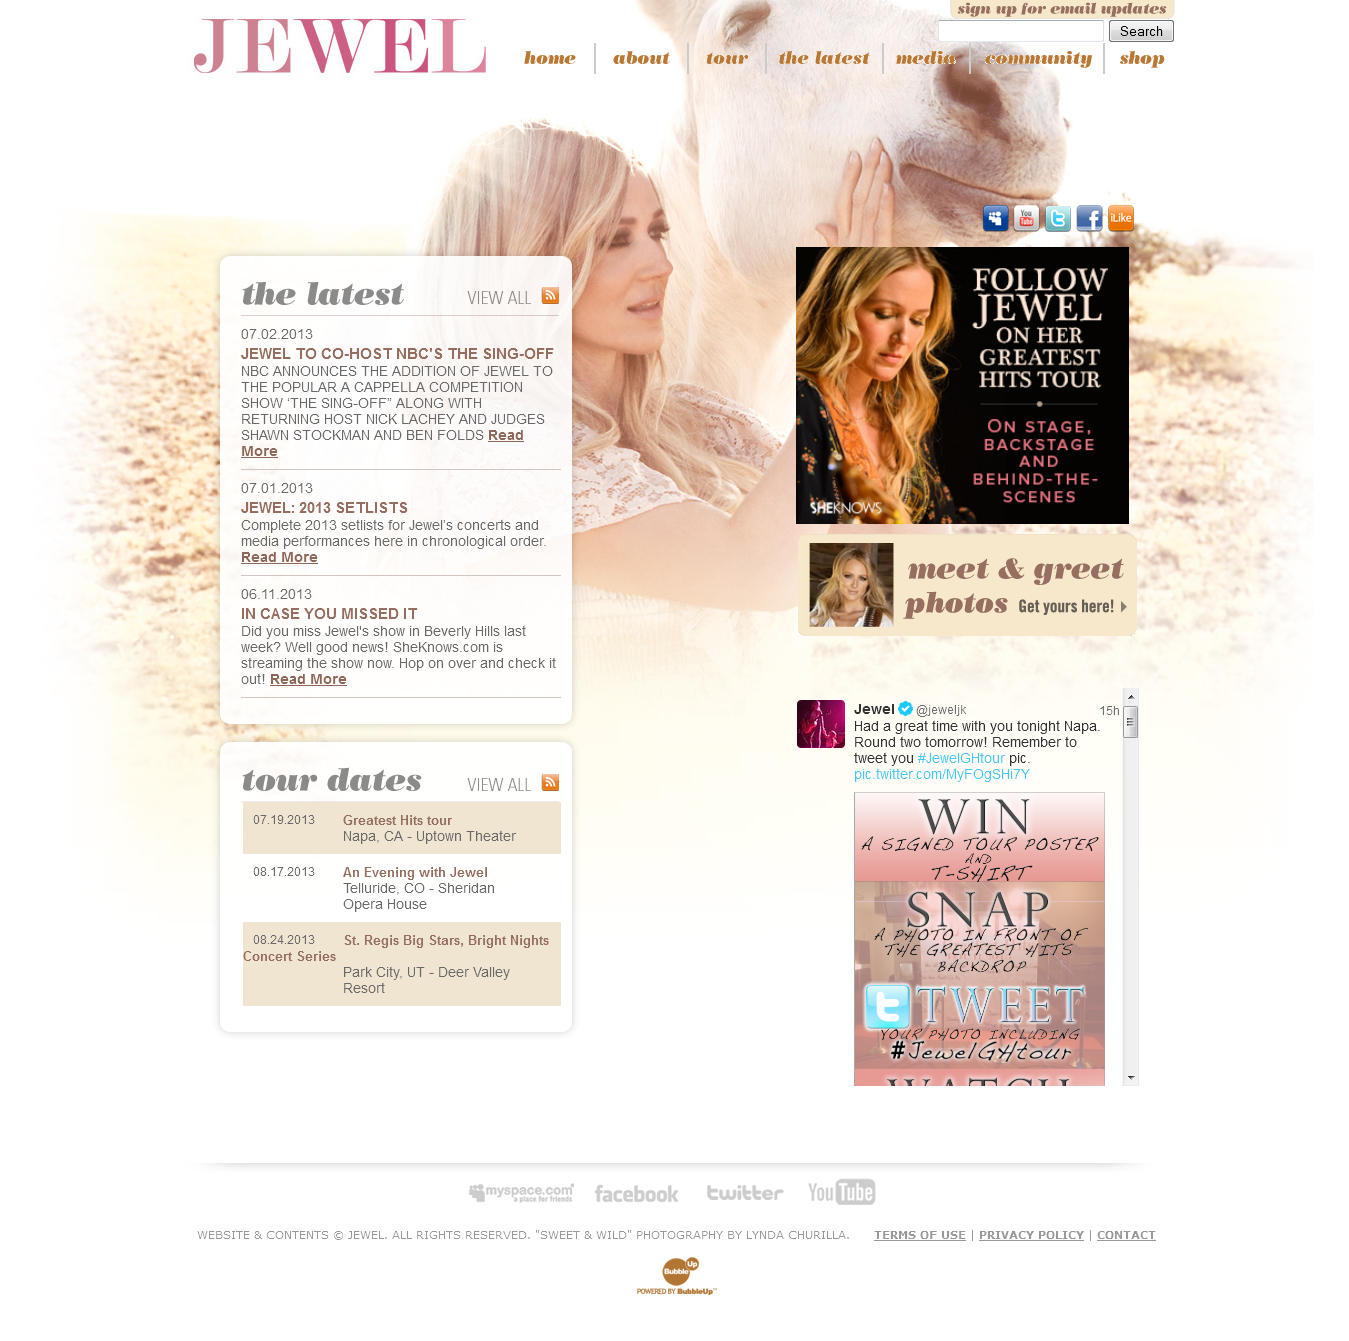 sign up for email updates
JEWEL
Search
home
about
tour
the latest
media
community
shop
You
Tube
iLike
the latest
VIEW ALL
07.02.2013
JEWEL TO CO-HOST NBC'S THE SING-OFF
NBC ANNOUNCES THE ADDITION OF JEWEL TO
THE POPULAR A CAPPELLA COMPETITION
SHOW ‘THE SING-OFF” ALONG WITH
RETURNING HOST NICK LACHEY AND JUDGES
SHAWN STOCKMAN AND BEN FOLDS Read
More
07.01.2013
JEWEL: 2013 SETLISTS
Complete 2013 setlists for Jewel’s concerts and
media performances here in chronological order.
Read More
06.11.2013
IN CASE YOU MISSED IT
Did you miss Jewel's show in Beverly Hills last
week? Well good news! SheKnows.com is
streaming the show now. Hop on over and check it
out! Read More
tour dates
VIEW ALL
07.19.2013 Greatest Hits tour
Napa, CA - Uptown Theater
08.17.2013 An Evening with Jewel
Telluride, CO - Sheridan
Opera House
08.24.2013 St. Regis Big Stars, Bright Nights
Concert Series
Park City, UT - Deer Valley
Resort
FOLLOW
JEWEL
ON HER
GREATEST
HITS TOUR
ON STAGE,
BACKSTAGE
AND
BEHIND-THE-
SCENES
SHEKNOWS
meet & greet
photos Get yours here!
Jewel @jeweljk 15h
Had a great time with you tonight Napa.
Round two tomorrow! Remember to
tweet you #JewelGHtour pic.
pic.twitter.com/MyFOgSHi7Y
WIN
A SIGNED TOUR POSTER
AND
T-SHIRT
SNAP
A PHOTO IN FRONT OF
THE GREATEST HITS
BACKDROP
TWEET
YOUR PHOTO INCLUDING
#JewelGHtour
WATCH
myspace.com
a place for friends
facebook
twitter
YouTube
WEBSITE & CONTENTS © JEWEL. ALL RIGHTS RESERVED. "SWEET & WILD" PHOTOGRAPHY BY LYNDA CHURILLA. TERMS OF USE | PRIVACY POLICY | CONTACT
Bubble Up
POWERED BY BubbleUp™